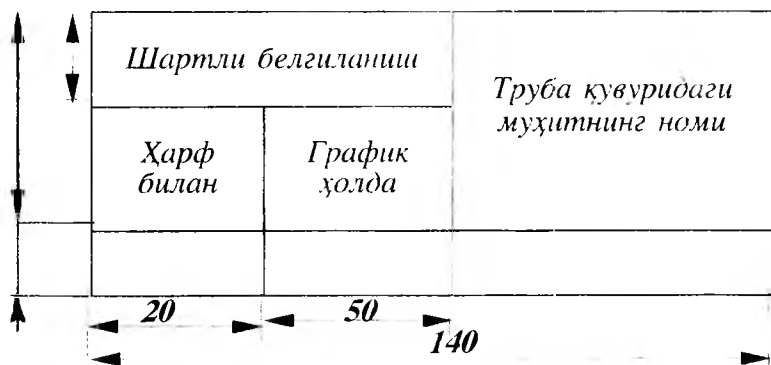 Шартли белгиланиш
Труба қувуридаги
муҳитнинг номи
Ҳарф
билан
График
ҳолда
20
50
140